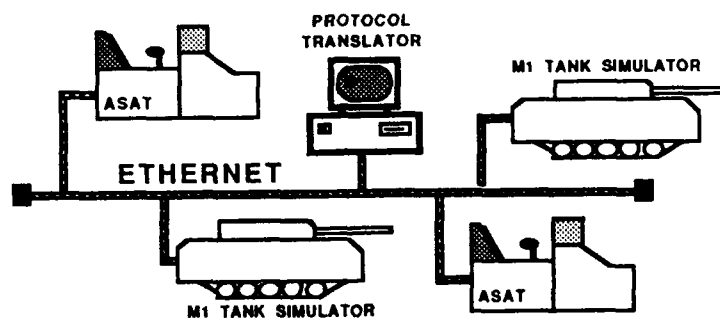 PROTOCOL
TRANSLATOR
M1 TANK SIMULATOR
ASAT
ETHERNET
ASAT
M1 TANK SIMULATOR